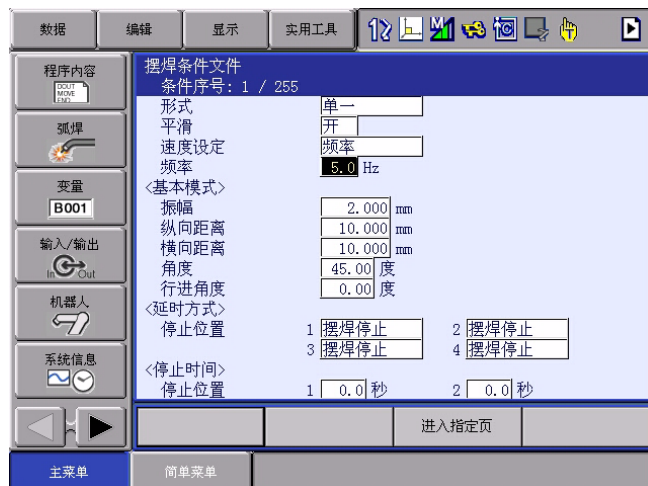 数据 编辑 显示 实用工具
程序内容
DOUT
MOVE
END
弧焊
变量
B001
输入/输出
In Out
机器人
系统信息
摆焊条件文件
条件序号: 1 / 255
形式 单一
平滑 开
速度设定 频率
频率 5.0 Hz
<基本模式>
振幅 2.000 mm
纵向距离 10.000 mm
横向距离 10.000 mm
角度 45.00 度
行进角度 0.00 度
<延时方式>
停止位置 1 摆焊停止 2 摆焊停止
3 摆焊停止 4 摆焊停止
<停止时间>
停止位置 1 0.0 秒 2 0.0 秒
进入指定页
主菜单 简单菜单